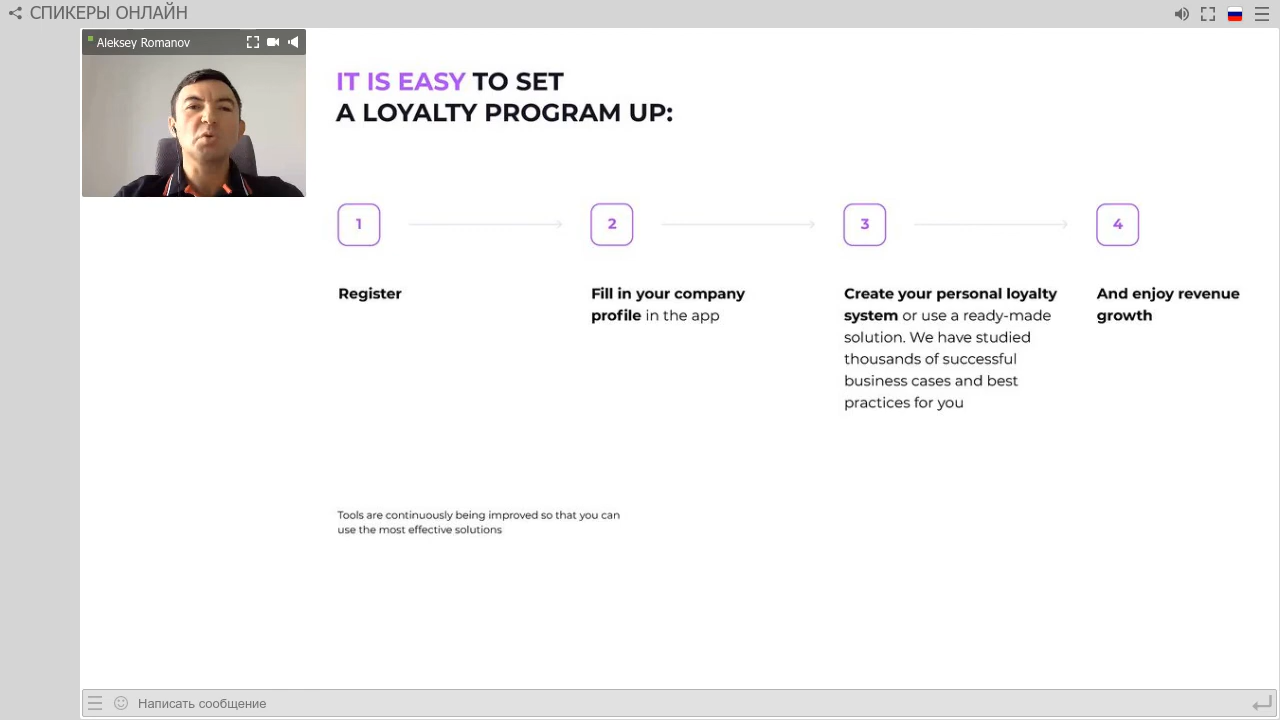 СПИКЕРЫ ОНЛАЙН
Aleksey Romanov
IT IS EASY TO SET
A LOYALTY PROGRAM UP:
1
2
3
4
Register
Fill in your company
profile in the app
Create your personal loyalty
system or use a ready-made
solution. We have studied
thousands of successful
business cases and best
practices for you
And enjoy revenue
growth
Tools are continuously being improved so that you can
use the most effective solutions
Написать сообщение